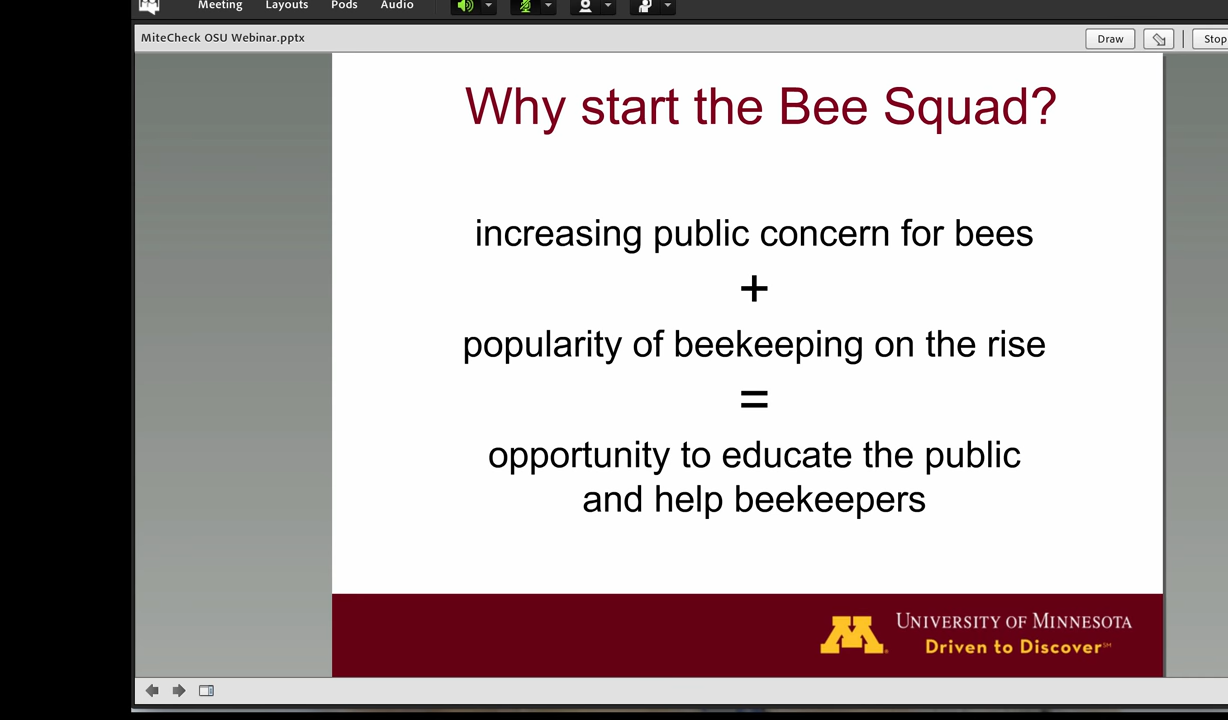 Meeting Layouts Pods Audio
MiteCheck OSU Webinar.pptx
Draw
Stop
Why start the Bee Squad?
increasing public concern for bees
+
popularity of beekeeping on the rise
=
opportunity to educate the public
and help beekeepers
UNIVERSITY OF MINNESOTA
Driven to Discover℠